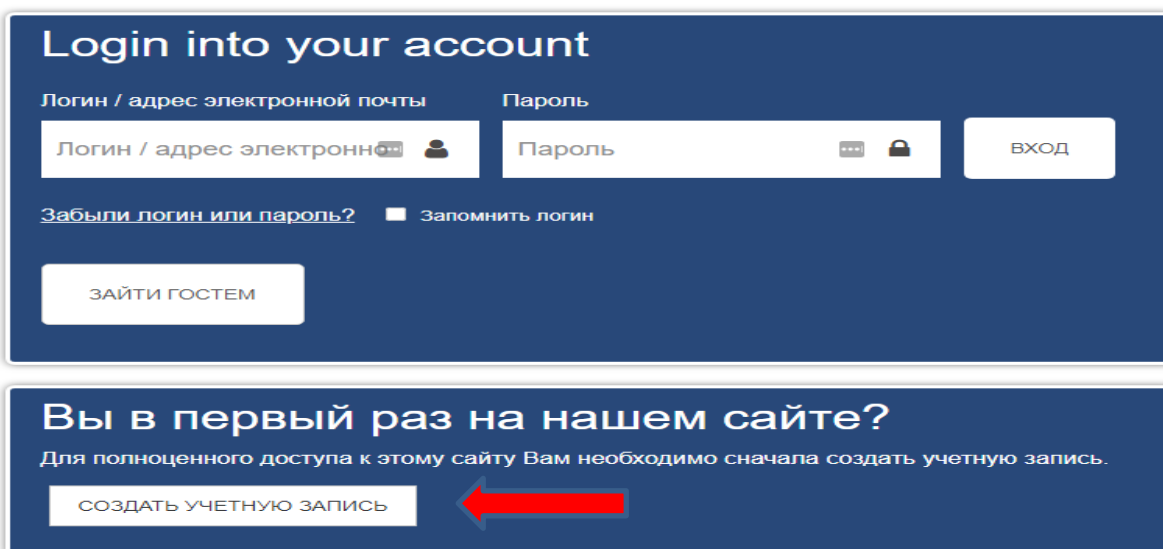 Login into your account
Логин / адрес электронной почты Пароль
Логин / адрес электронно Пароль ВХОД
Забыли логин или пароль? Запомнить логин
ЗАЙТИ ГОСТЕМ
Вы в первый раз на нашем сайте?
Для полноценного доступа к этому сайту Вам необходимо сначала создать учетную запись.
СОЗДАТЬ УЧЕТНУЮ ЗАПИСЬ